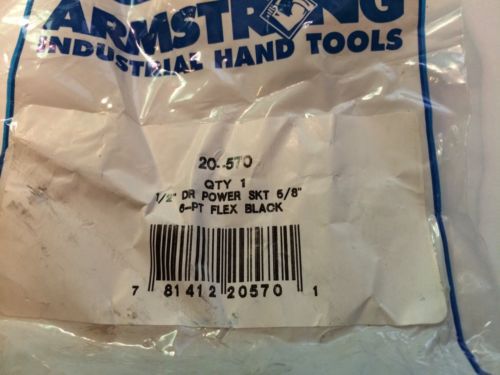 ARMSTRONG
INDUSTRIAL HAND TOOLS
20-570
QTY 1
1/2" DR POWER SKT 5/8"
6-PT FLEX BLACK
7 81412 20570 1